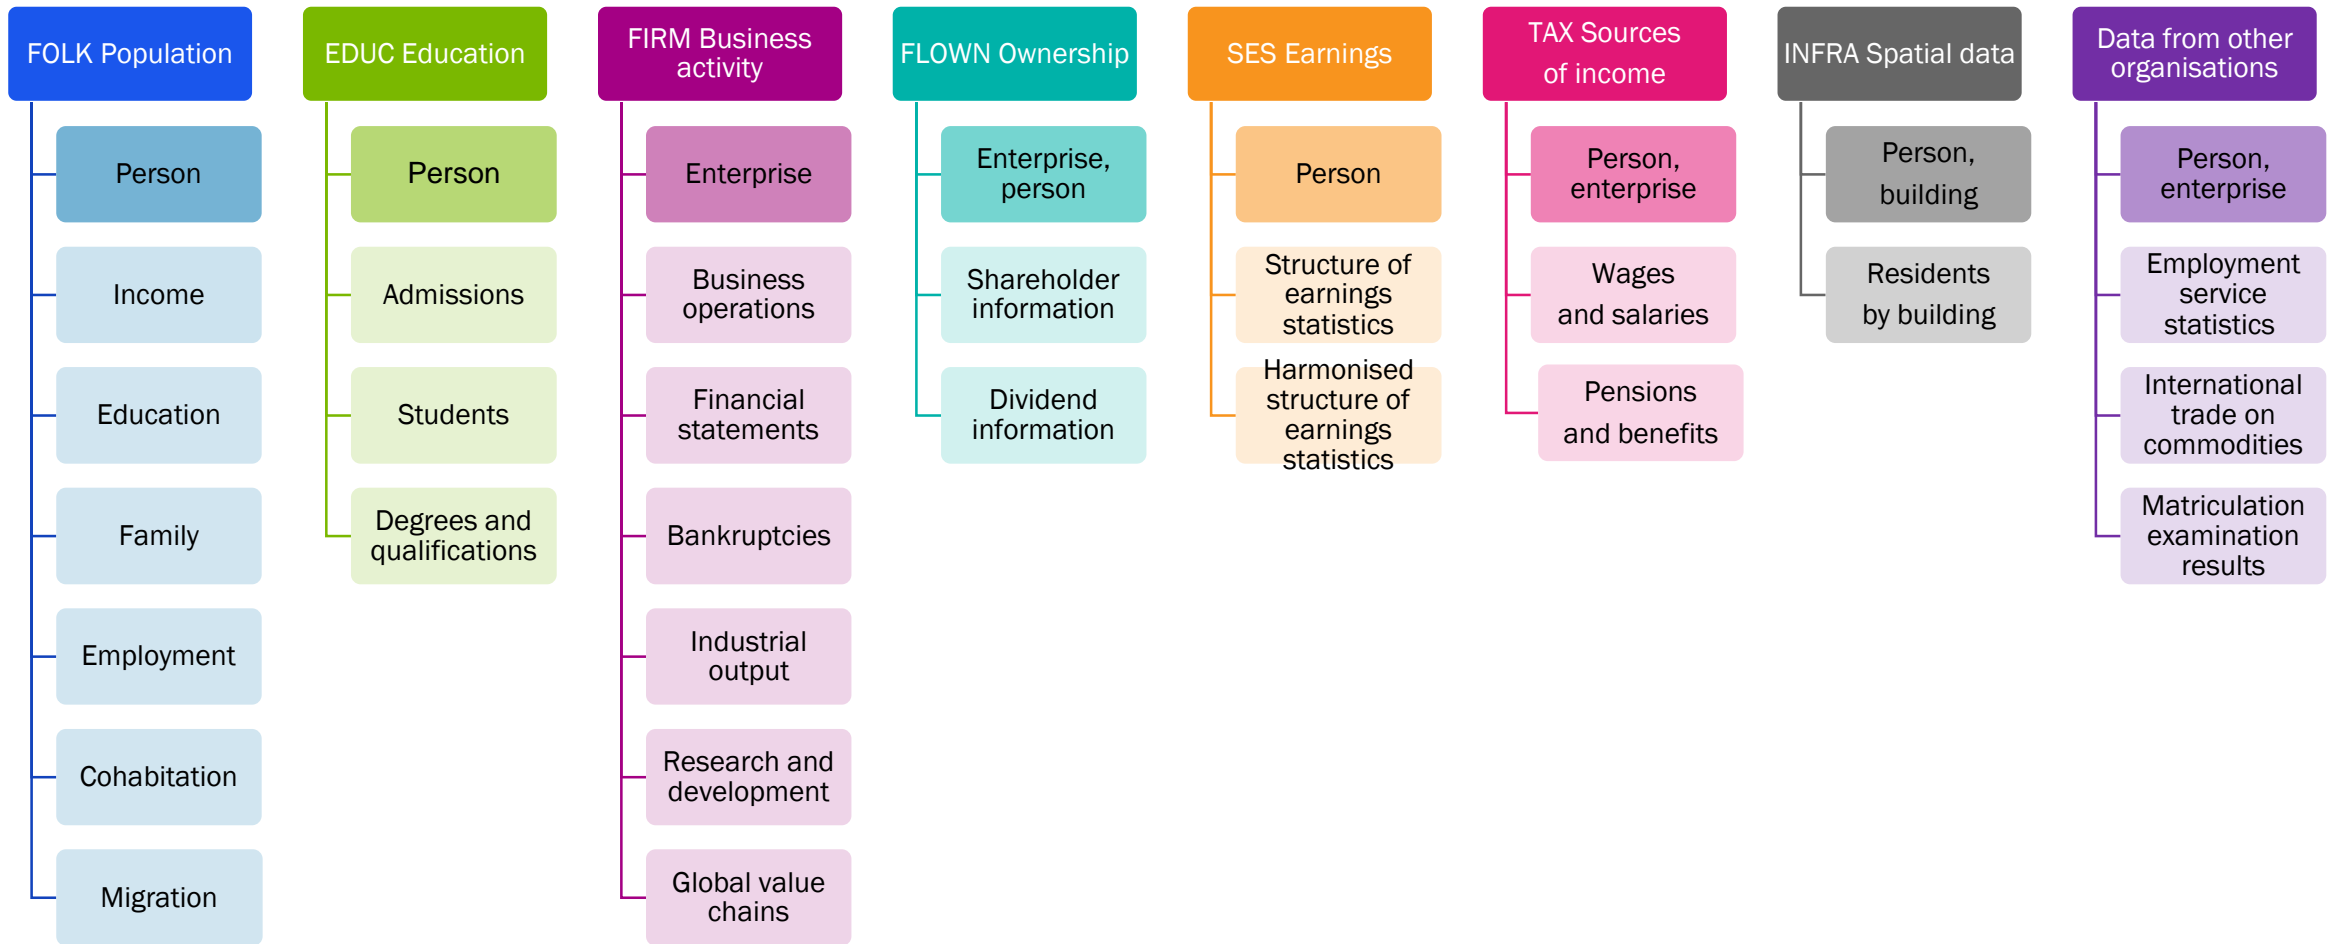 FOLK Population
Person
Income
Education
Family
Employment
Cohabitation
Migration
EDUC Education
Person
Admissions
Students
Degrees and
qualifications
FIRM Business
activity
Enterprise
Business
operations
Financial
statements
Bankruptcies
Industrial
output
Research and
development
Global value
chains
FLOWN Ownership
Enterprise,
person
Shareholder
information
Dividend
information
SES Earnings
Person
Structure of
earnings
statistics
Harmonised
structure of
earnings
statistics
TAX Sources
of income
Person,
enterprise
Wages
and salaries
Pensions
and benefits
INFRA Spatial data
Person,
building
Residents
by building
Data from other
organisations
Person,
enterprise
Employment
service
statistics
International
trade on
commodities
Matriculation
examination
results